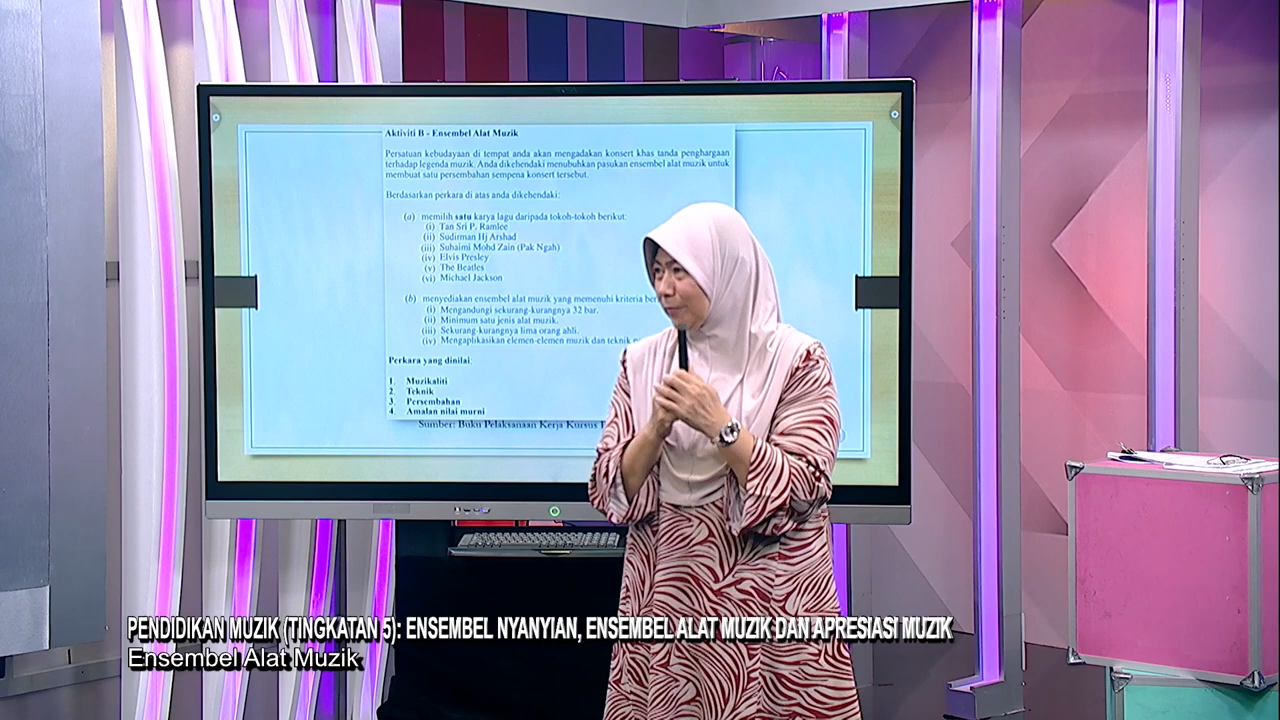 Aktiviti B - Ensembel Alat Muzik
Persatuan kebudayaan di tempat anda akan mengadakan konsert khas tanda penghargaan
terhadap legenda muzik. Anda dikehendaki menubuhkan pasukan ensembel alat muzik untuk
membuat satu persembahan sempena konsert tersebut.
Berdasarkan perkara di atas anda dikehendaki:
(a) memilih satu karya lagu daripada tokoh-tokoh berikut:
(i) Tan Sri P. Ramlee
(ii) Sudirman Hj Arshad
(iii) Suhaimi Mohd Zain (Pak Ngah)
(iv) Elvis Presley
(v) The Beatles
(vi) Michael Jackson
(b) menyediakan ensembel alat muzik yang memenuhi kriteria
(i) Mengandungi sekurang-kurangnya 32 bar.
(ii) Minimum satu jenis alat muzik.
(iii) Sekurang-kurangnya lima orang ahli.
(iv) Mengaplikasikan elemen-elemen muzik dan teknik
Perkara yang dinilai:
1. Muzikaliti
2. Teknik
3. Persembahan
4. Amalan nilai murni
Sumber: Buku Pelaksanaan Kerja Kursus
PENDIDIKAN MUZIK (TINGKATAN 5): ENSEMBEL NYANYIAN, ENSEMBEL ALAT MUZIK DAN APRESIASI MUZIK
Ensembel Alat Muzik